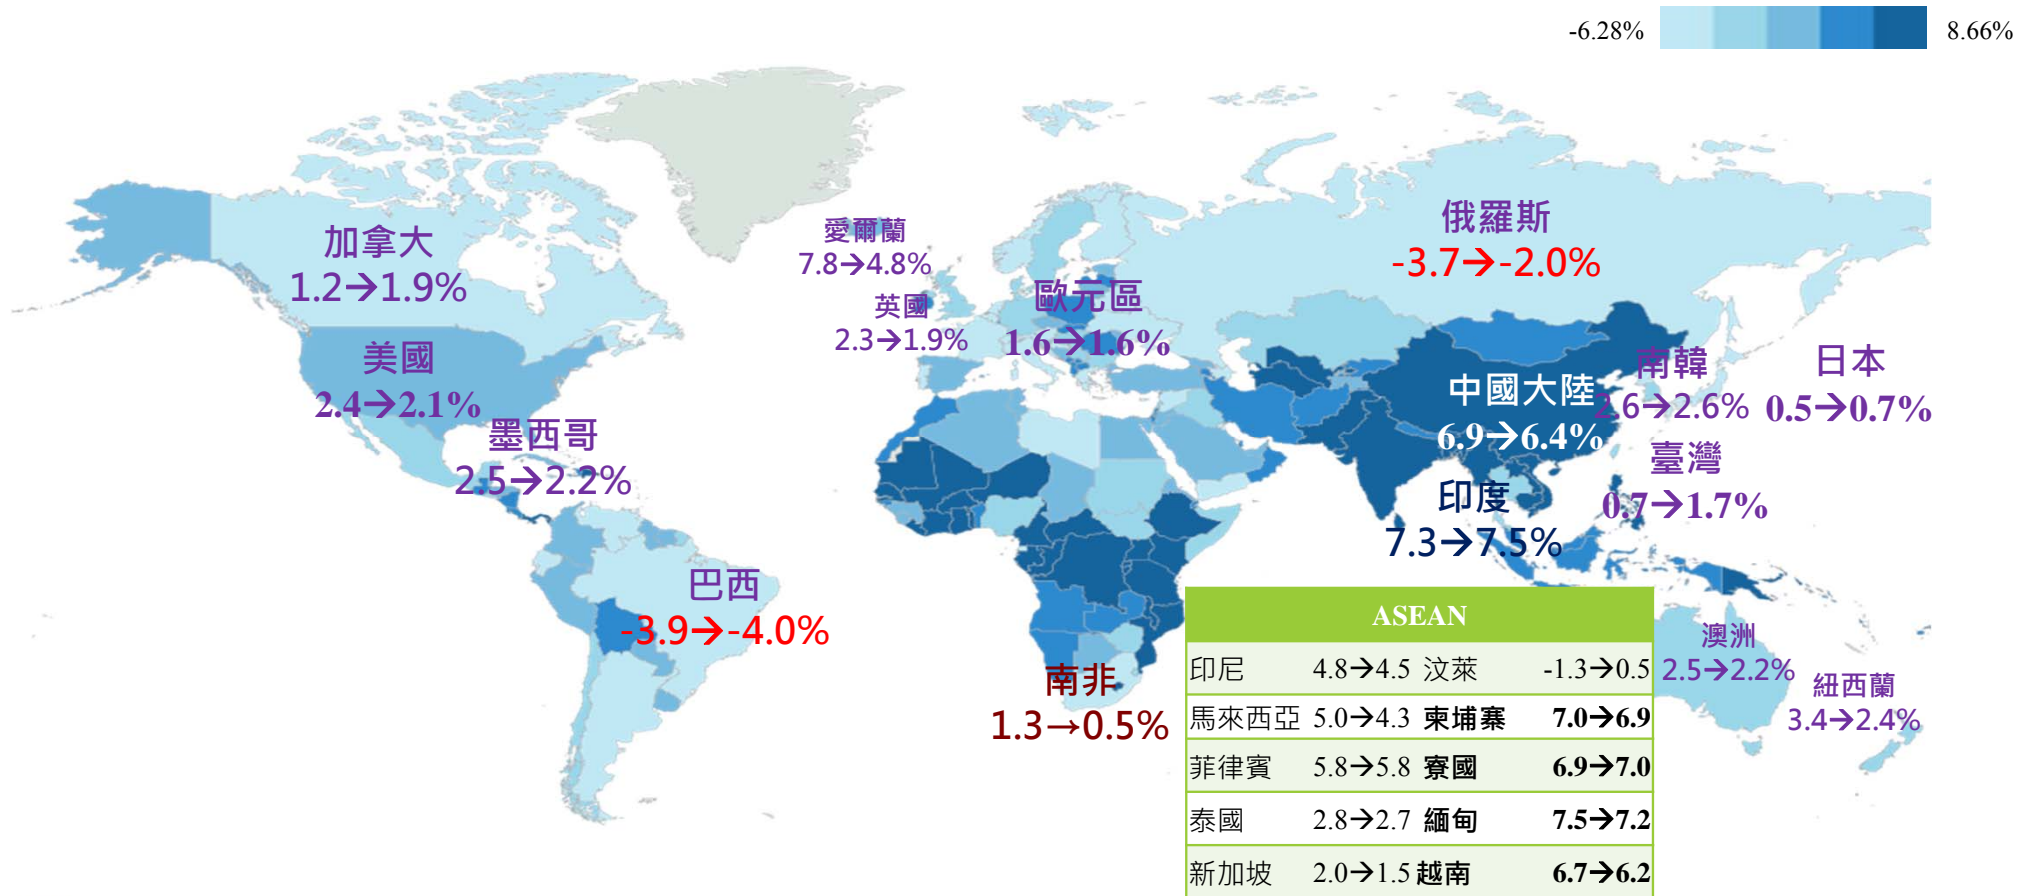 -6.28%
8.66%
加拿大
1.2→1.9%
美國
2.4→2.1%
墨西哥
2.5→2.2%
巴西
-3.9→-4.0%
愛爾蘭
7.8→4.8%
英國
2.3→1.9%
歐元區
1.6→1.6%
俄羅斯
-3.7→-2.0%
中國大陸
6.9→6.4%
南韓
2.6→2.6%
日本
0.5→0.7%
臺灣
0.7→1.7%
印度
7.3→7.5%
南非
1.3→0.5%
ASEAN
印尼 4.8→4.5 汶萊 -1.3→0.5
馬來西亞 5.0→4.3 柬埔寨 7.0→6.9
菲律賓 5.8→5.8 寮國 6.9→7.0
泰國 2.8→2.7 緬甸 7.5→7.2
新加坡 2.0→1.5 越南 6.7→6.2
澳洲
2.5→2.2%
紐西蘭
3.4→2.4%